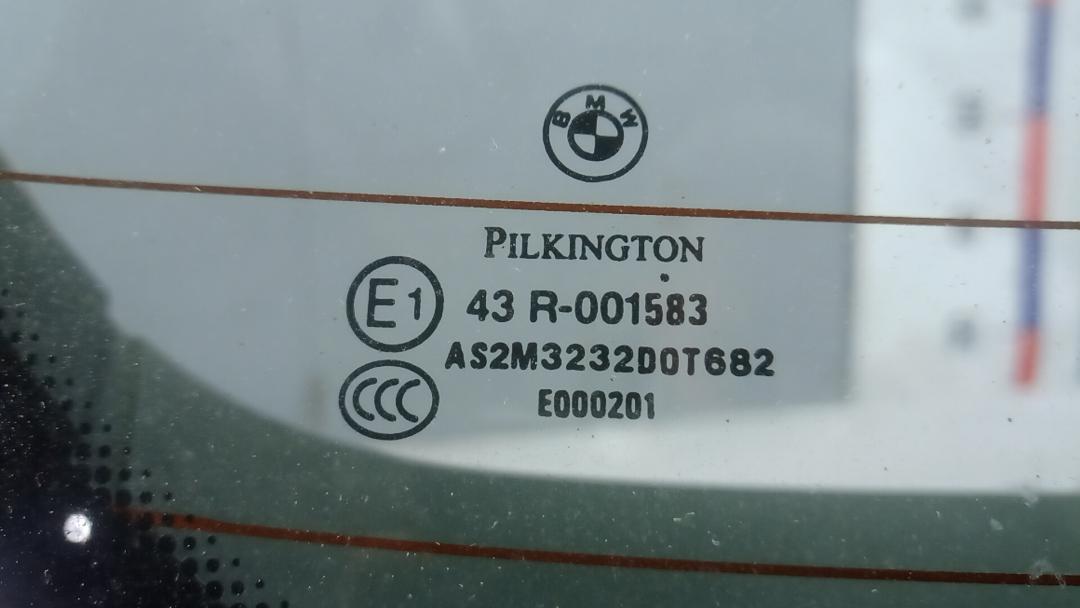 BMW
PILKINGTON
E1 43 R-001583
AS2M3232D0T682
CCC E000201